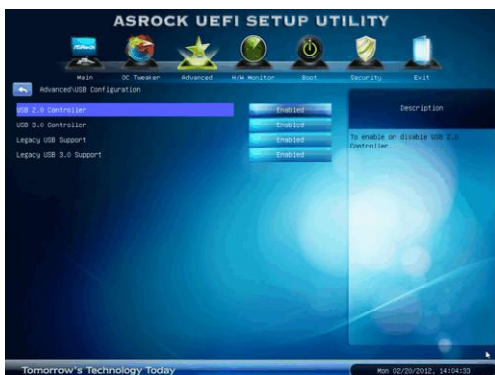 ASROCK UEFI SETUP UTILITY
Main OC Tweaker Advanced H/W Monitor Boot Security Exit
Advanced\USB Configuration
USB 2.0 Controller Enabled
USB 3.0 Controller Enabled
Legacy USB Support Enabled
Legacy USB 3.0 Support Enabled
Description
To enable or disable USB 2.0
Controller.
Tomorrow's Technology Today
Mon 02/20/2012, 14:04:33